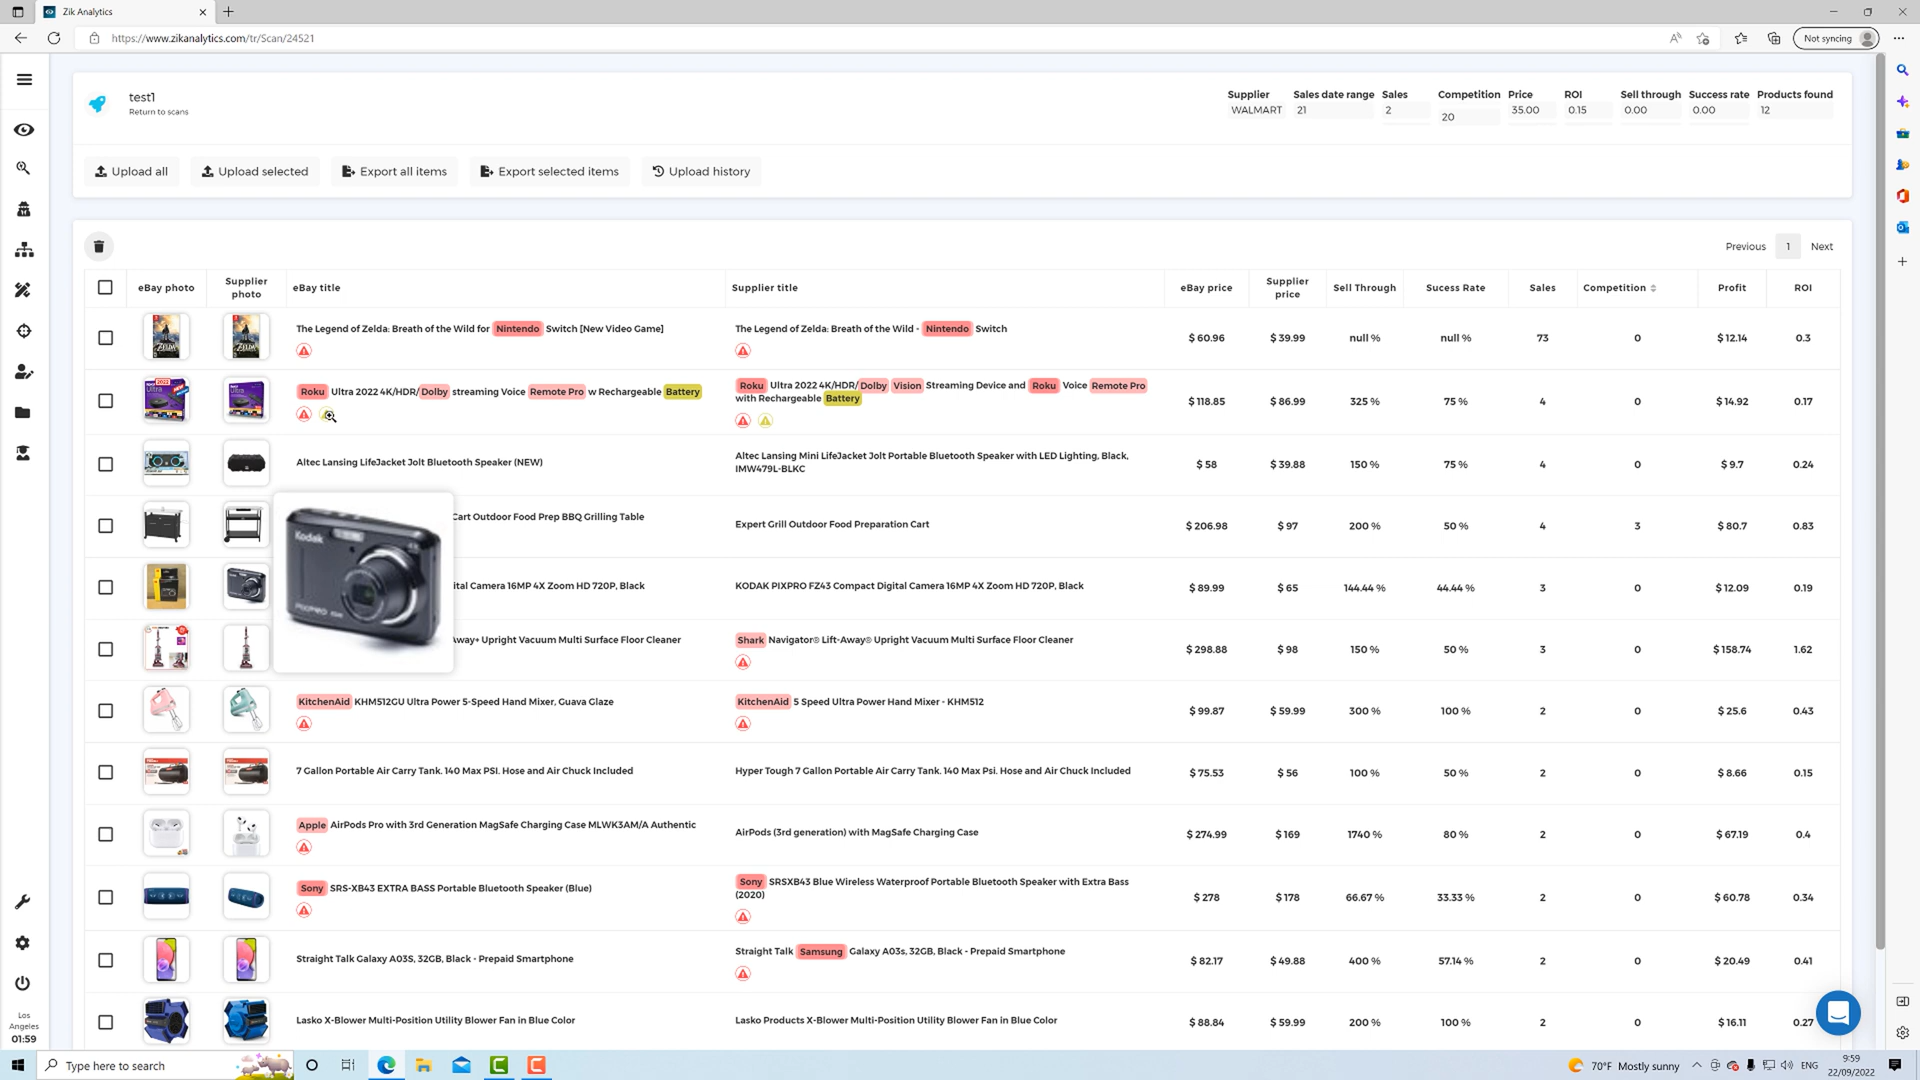 Zik Analytics
https://www.zikanalytics.com/tr/Scan/24521
Not syncing
test1
Return to scans
Supplier Sales date range Sales Competition Price ROI Sell through Success rate Products found
WALMART 21 2 20 35.00 0.15 0.00 0.00 12
Upload all Upload selected Export all items Export selected items Upload history
Previous 1 Next
eBay photo Supplier photo eBay title Supplier title eBay price Supplier price Sell Through Sucess Rate Sales Competition Profit ROI
The Legend of Zelda: Breath of the Wild for Nintendo Switch [New Video Game]
The Legend of Zelda: Breath of the Wild - Nintendo Switch
$ 60.96 $ 39.99 null % null % 73 0 $ 12.14 0.3
Roku Ultra 2022 4K/HDR/Dolby streaming Voice Remote Pro w Rechargeable Battery
Roku Ultra 2022 4K/HDR/Dolby Vision Streaming Device and Roku Voice Remote Pro
with Rechargeable Battery
$ 118.85 $ 86.99 325 % 75 % 4 0 $ 14.92 0.17
Altec Lansing LifeJacket Jolt Bluetooth Speaker (NEW)
Altec Lansing Mini LifeJacket Jolt Portable Bluetooth Speaker with LED Lighting, Black,
IMW479L-BLKC
$ 58 $ 39.88 150 % 75 % 4 0 $ 9.7 0.24
Cart Outdoor Food Prep BBQ Grilling Table
Expert Grill Outdoor Food Preparation Cart
$ 206.98 $ 97 200 % 50 % 4 3 $ 80.7 0.83
Kodak
ital Camera 16MP 4X Zoom HD 720P, Black
KODAK PIXPRO FZ43 Compact Digital Camera 16MP 4X Zoom HD 720P, Black
$ 89.99 $ 65 144.44 % 44.44 % 3 0 $ 12.09 0.19
Away+ Upright Vacuum Multi Surface Floor Cleaner
Shark Navigator® Lift-Away® Upright Vacuum Multi Surface Floor Cleaner
$ 298.88 $ 98 150 % 50 % 3 0 $ 158.74 1.62
KitchenAid KHM512GU Ultra Power 5-Speed Hand Mixer, Guava Glaze
KitchenAid 5 Speed Ultra Power Hand Mixer - KHM512
$ 99.87 $ 59.99 300 % 100 % 2 0 $ 25.6 0.43
7 Gallon Portable Air Carry Tank. 140 Max PSI. Hose and Air Chuck Included
Hyper Tough 7 Gallon Portable Air Carry Tank. 140 Max Psi. Hose and Air Chuck Included
$ 75.53 $ 56 100 % 50 % 2 0 $ 8.66 0.15
Apple AirPods Pro with 3rd Generation MagSafe Charging Case MLWK3AM/A Authentic
AirPods (3rd generation) with MagSafe Charging Case
$ 274.99 $ 169 1740 % 80 % 2 0 $ 67.19 0.4
Sony SRS-XB43 EXTRA BASS Portable Bluetooth Speaker (Blue)
Sony SRSXB43 Blue Wireless Waterproof Portable Bluetooth Speaker with Extra Bass
(2020)
$ 278 $ 178 66.67 % 33.33 % 2 0 $ 60.78 0.34
Straight Talk Galaxy A03S, 32GB, Black - Prepaid Smartphone
Straight Talk Samsung Galaxy A03s, 32GB, Black - Prepaid Smartphone
$ 82.17 $ 49.88 400 % 57.14 % 2 0 $ 20.49 0.41
Lasko X-Blower Multi-Position Utility Blower Fan in Blue Color
Lasko Products X-Blower Multi-Position Utility Blower Fan in Blue Color
$ 88.84 $ 59.99 200 % 100 % 2 0 $ 16.11 0.27
Los
Angeles
01:59
Type here to search
70°F Mostly sunny
ENG
9:59
22/09/2022